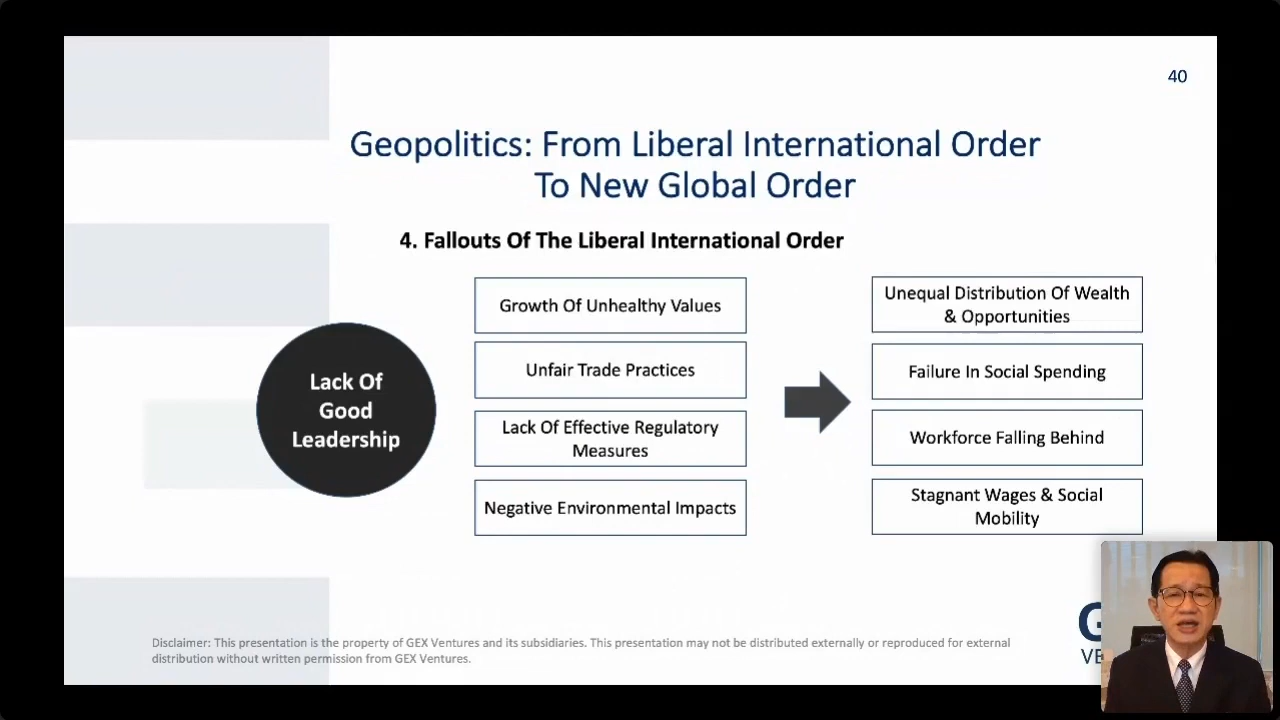 40
Geopolitics: From Liberal International Order
To New Global Order
4. Fallouts Of The Liberal International Order
Lack Of
Good
Leadership
Growth Of Unhealthy Values
Unfair Trade Practices
Lack Of Effective Regulatory
Measures
Negative Environmental Impacts
Unequal Distribution Of Wealth
& Opportunities
Failure In Social Spending
Workforce Falling Behind
Stagnant Wages & Social
Mobility
Disclaimer: This presentation is the property of GEX Ventures and its subsidiaries. This presentation may not be distributed externally or reproduced for external
distribution without written permission from GEX Ventures.